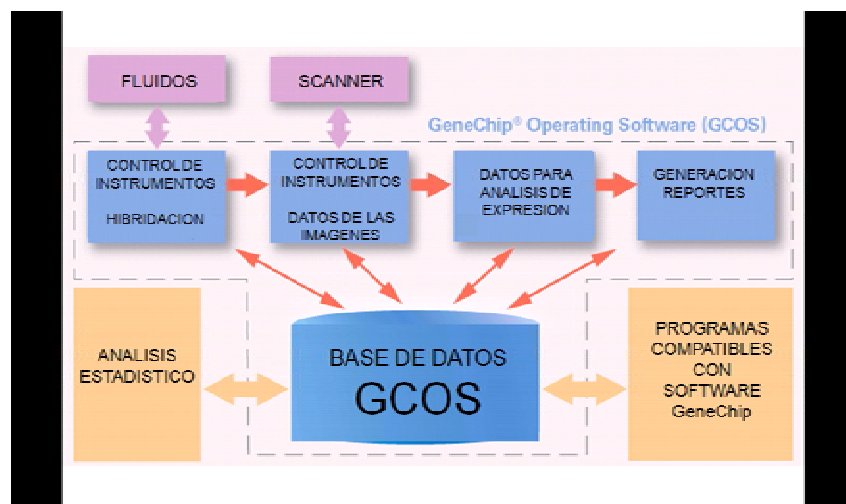 FLUIDOS
SCANNER
GeneChip® Operating Software (GCOS)
CONTROL DE
INSTRUMENTOS
HIBRIDACION
CONTROL DE
INSTRUMENTOS
DATOS DE LAS
IMAGENES
DATOS PARA
ANALISIS DE
EXPRESION
GENERACION
REPORTES
ANALISIS
ESTADISTICO
BASE DE DATOS
GCOS
PROGRAMAS
COMPATIBLES
CON
SOFTWARE
GeneChip